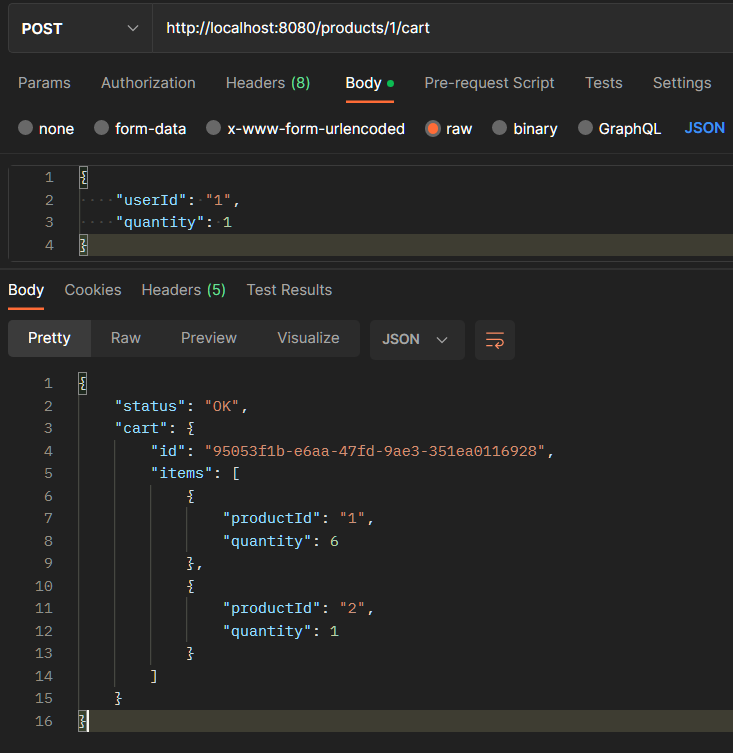 POST http://localhost:8080/products/1/cart
Params Authorization Headers (8) Body Pre-request Script Tests Settings
none form-data x-www-form-urlencoded raw binary GraphQL JSON
1 {
2 "userId": "1",
3 "quantity": 1
4 }
Body Cookies Headers (5) Test Results
Pretty Raw Preview Visualize JSON
1 {
2 "status": "OK",
3 "cart": {
4 "id": "95053f1b-e6aa-47fd-9ae3-351ea0116928",
5 "items": [
6 {
7 "productId": "1",
8 "quantity": 6
9 },
10 {
11 "productId": "2",
12 "quantity": 1
13 }
14 ]
15 }
16 }